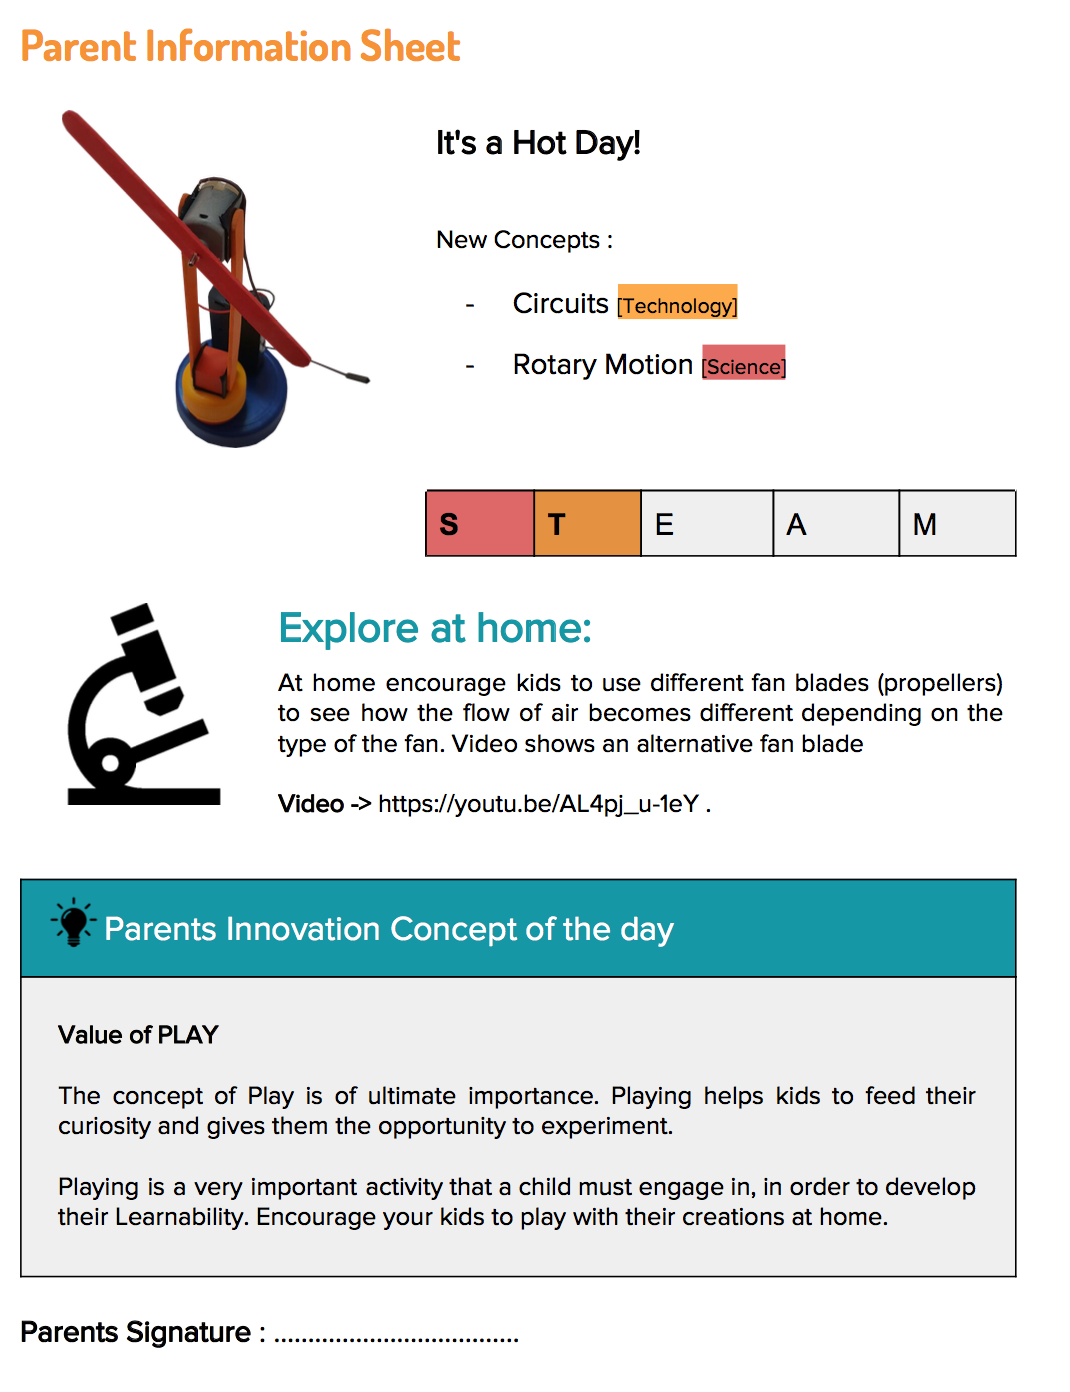 Parent Information Sheet
It's a Hot Day!
New Concepts :
- Circuits [Technology]
- Rotary Motion [Science]
S T E A M
Explore at home:
At home encourage kids to use different fan blades (propellers)
to see how the flow of air becomes different depending on the
type of the fan. Video shows an alternative fan blade
Video -> https://youtu.be/AL4pj_u-1eY .
Parents Innovation Concept of the day
Value of PLAY
The concept of Play is of ultimate importance. Playing helps kids to feed their
curiosity and gives them the opportunity to experiment.
Playing is a very important activity that a child must engage in, in order to develop
their Learnability. Encourage your kids to play with their creations at home.
Parents Signature : ....................................